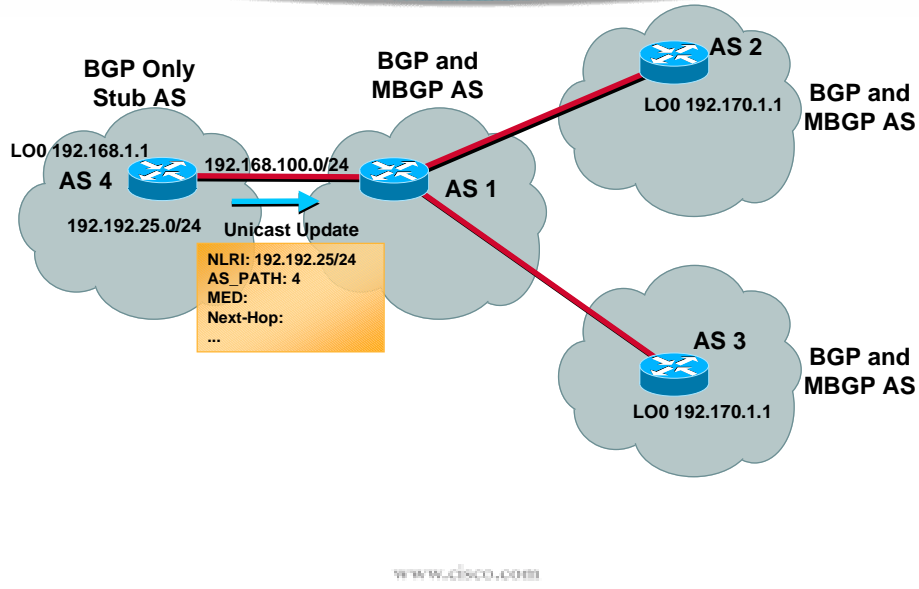 BGP Only
Stub AS
LO0 192.168.1.1
AS 4
192.192.25.0/24
192.168.100.0/24
Unicast Update
NLRI: 192.192.25/24
AS_PATH: 4
MED:
Next-Hop:
...
BGP and
MBGP AS
AS 1
AS 2
LO0 192.170.1.1
BGP and
MBGP AS
AS 3
LO0 192.170.1.1
BGP and
MBGP AS
www.cisco.com